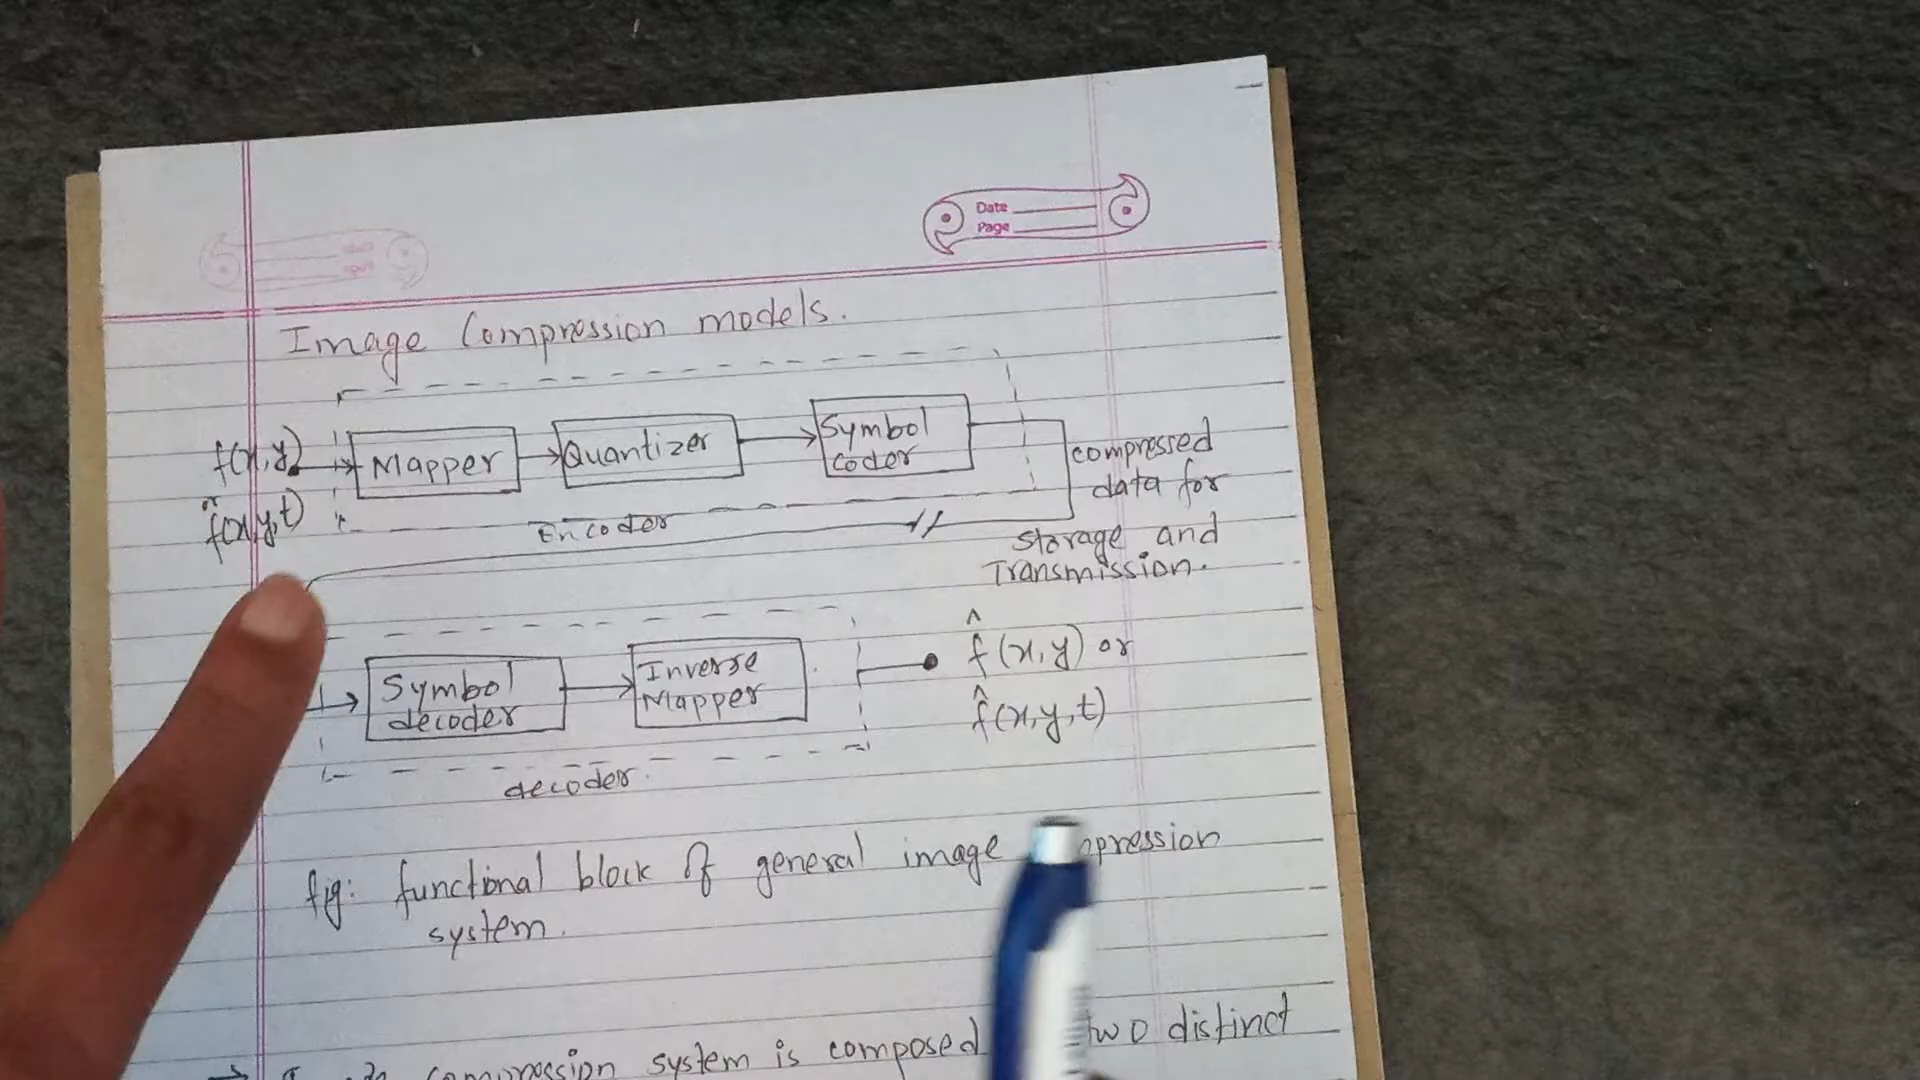 Date
Page
Image Compression models.
f(x,y)
Mapper
Quantizer
Symbol
coder
compressed
data for
storage and
Transmission.
or
f(x,y,t)
Encoder
Symbol
decoder
Inverse
Mapper
f̂(x,y) or
f̂(x,y,t)
decoder.
fig: functional block of general image
system.
system is composed two distinct